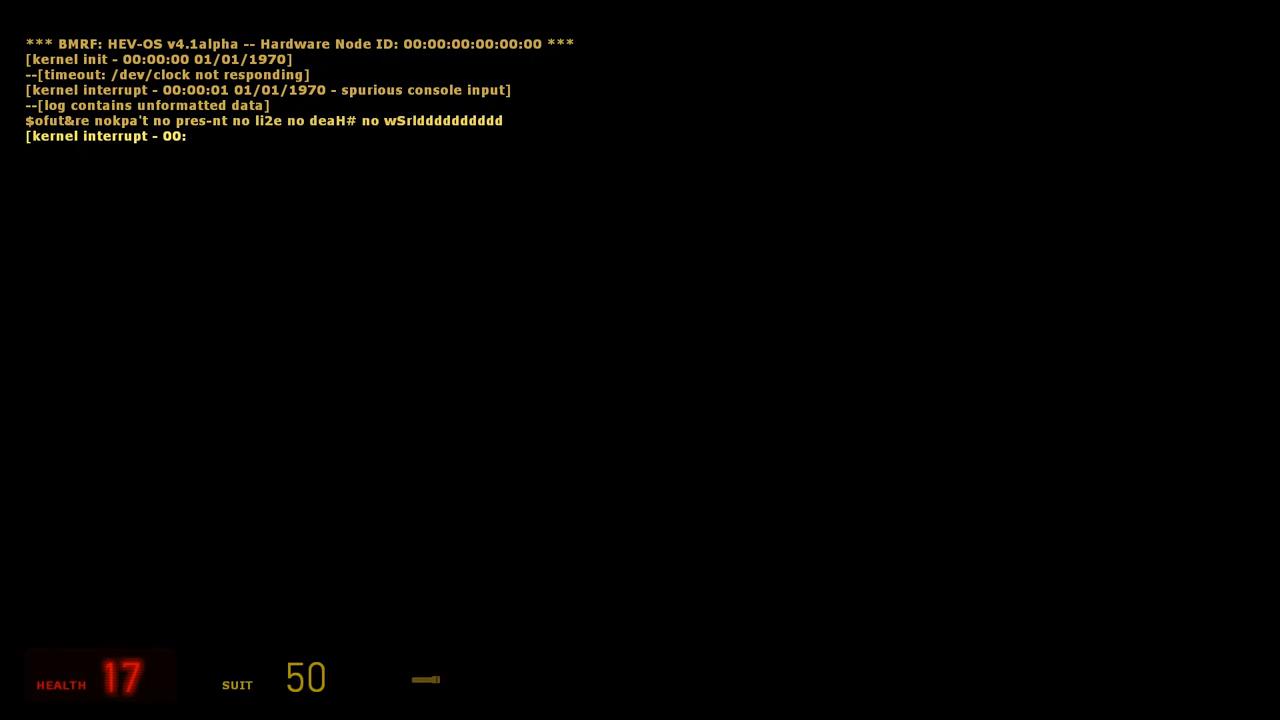 *** BMRF: HEV-OS v4.1alpha -- Hardware Node ID: 00:00:00:00:00:00 ***
[kernel init - 00:00:00 01/01/1970]
--[timeout: /dev/clock not responding]
[kernel interrupt - 00:00:01 01/01/1970 - spurious console input]
--[log contains unformatted data]
$ofut&re nokpa't no pres-nt no li2e no deaH# no wSrldddddddddd
[kernel interrupt - 00:
HEALTH 17 SUIT 50